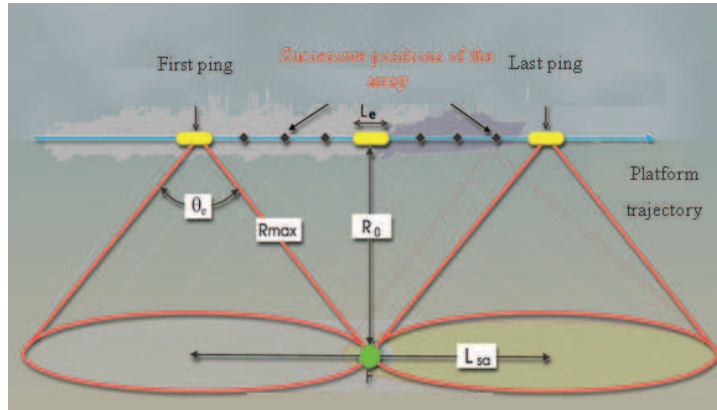 First ping
Successive positions of the
array
Last ping
Le
Platform
trajectory
θe
Rmax
R0
Lsa
F